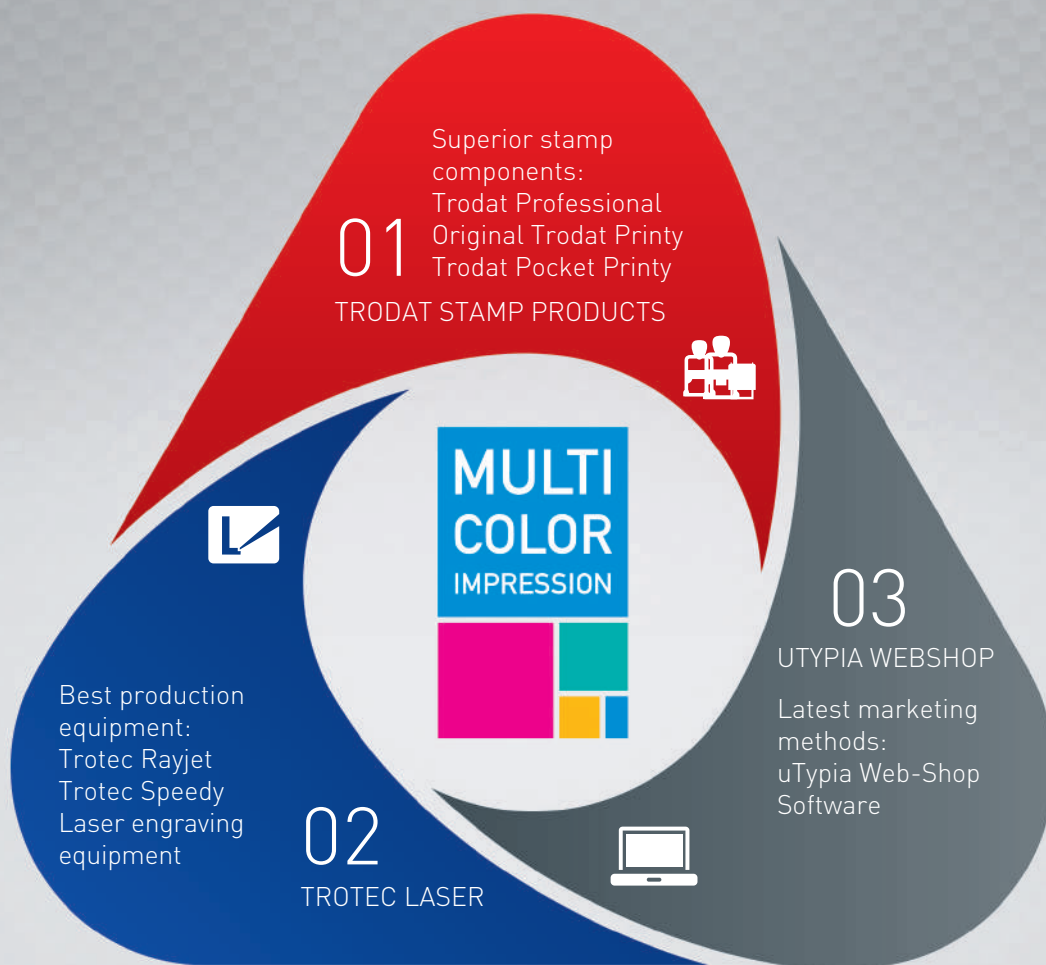 Superior stamp
components:
Trodat Professional
Original Trodat Printy
Trodat Pocket Printy
01
TRODAT STAMP PRODUCTS
MULTI
COLOR
IMPRESSION
L
Best production
equipment:
Trotec Rayjet
Trotec Speedy
Laser engraving
equipment
02
TROTEC LASER
03
UTYPIA WEBSHOP
Latest marketing
methods:
uTypia Web-Shop
Software